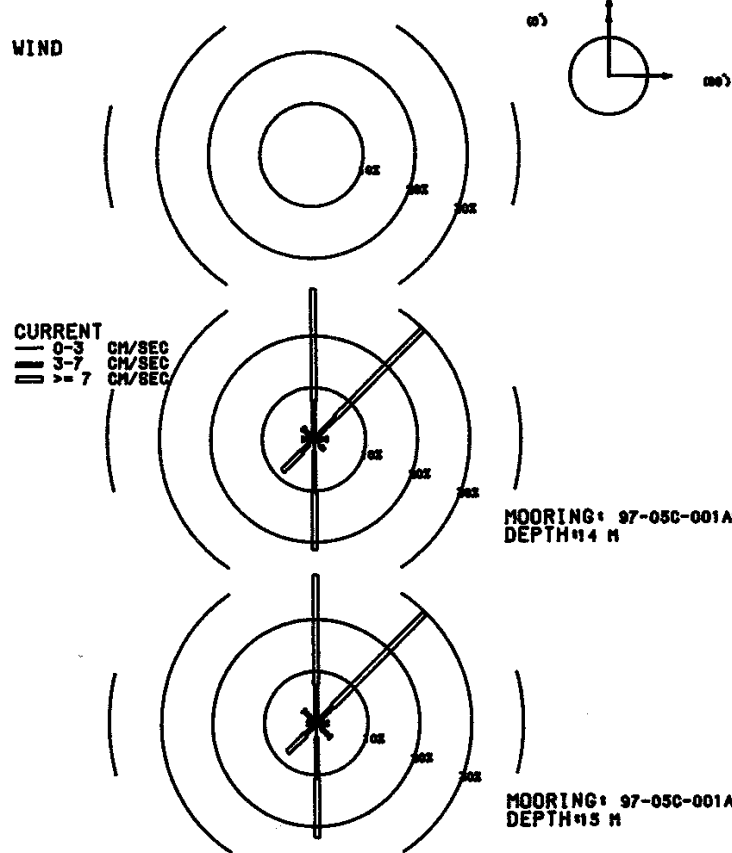 WIND
(0°)
(90°)
10%
20%
30%
CURRENT
0-3 CM/SEC
3-7 CM/SEC
>= 7 CM/SEC
10%
20%
30%
MOORING: 97-05C-001A
DEPTH:14 M
10%
20%
30%
MOORING: 97-05C-001A
DEPTH:15 M